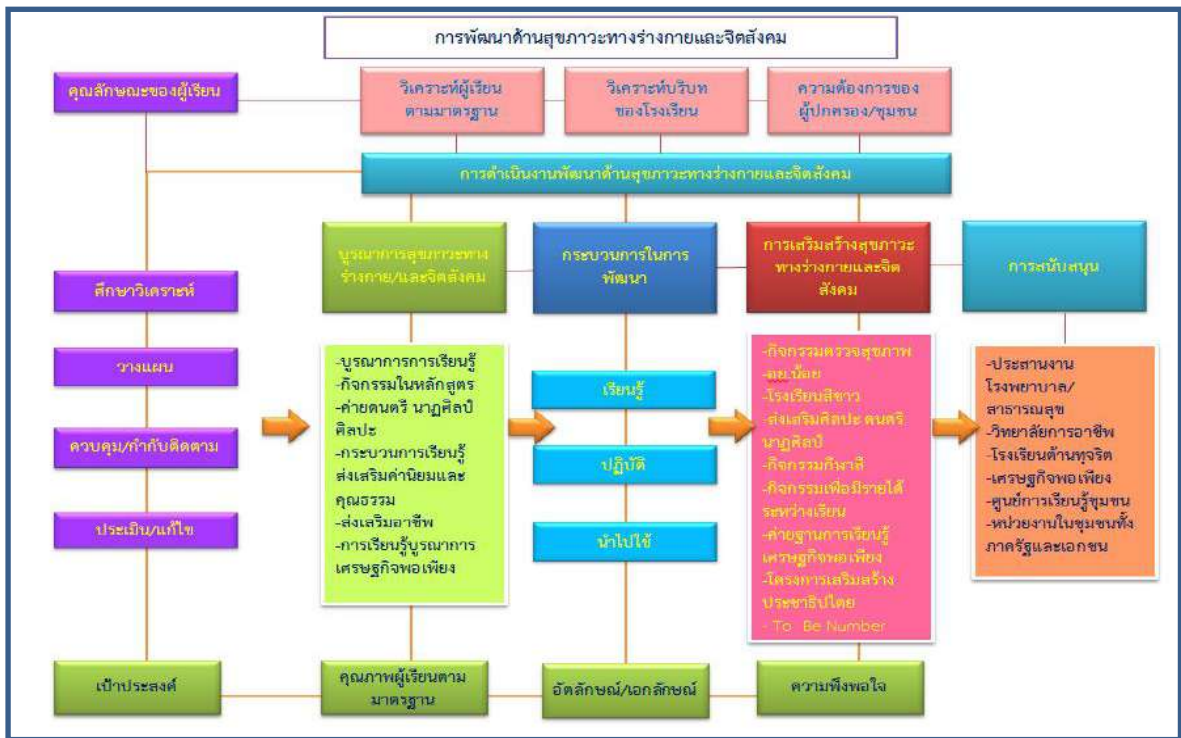 การพัฒนาด้านสุขภาวะทางร่างกายและจิตสังคม
คุณลักษณะของผู้เรียน
วิเคราะห์ผู้เรียน
ตามมาตรฐาน
วิเคราะห์บริบท
ของโรงเรียน
ความต้องการของ
ผู้ปกครอง/ชุมชน
การดำเนินงานพัฒนาด้านสุขภาวะทางร่างกายและจิตสังคม
บูรณาการสุขภาวะทาง
ร่างกาย/และจิตสังคม
กระบวนการในการ
พัฒนา
การเสริมสร้างสุขภาวะ
ทางร่างกายและจิต
สังคม
การสนับสนุน
ศึกษาวิเคราะห์
วางแผน
ควบคุม/กำกับติดตาม
ประเมิน/แก้ไข
-บูรณาการการเรียนรู้
-กิจกรรมในหลักสูตร
-ค่ายดนตรี นาฏศิลป์
ศิลปะ
-กระบวนการเรียนรู้
ส่งเสริมค่านิยมและ
คุณธรรม
-ส่งเสริมอาชีพ
-การเรียนรู้บูรณาการ
เศรษฐกิจพอเพียง
เรียนรู้
ปฏิบัติ
นำไปใช้
-กิจกรรมตรวจสุขภาพ
-อย.น้อย
-โรงเรียนสีขาว
-ส่งเสริมศิลปะ ดนตรี
นาฏศิลป์
-กิจกรรมกีฬาสี
-กิจกรรมเพื่อมีรายได้
ระหว่างเรียน
-ค่ายฐานการเรียนรู้
เศรษฐกิจพอเพียง
-โครงการเสริมสร้าง
ประชาธิปไตย
- To Be Number
-ประสานงาน
โรงพยาบาล/
สาธารณสุข
-วิทยาลัยการอาชีพ
-โรงเรียนต้านทุจริต
-เศรษฐกิจพอเพียง
-ศูนย์การเรียนรู้ชุมชน
-หน่วยงานในชุมชนทั้ง
ภาครัฐและเอกชน
เป้าประสงค์
คุณภาพผู้เรียนตาม
มาตรฐาน
อัตลักษณ์/เอกลักษณ์
ความพึงพอใจ